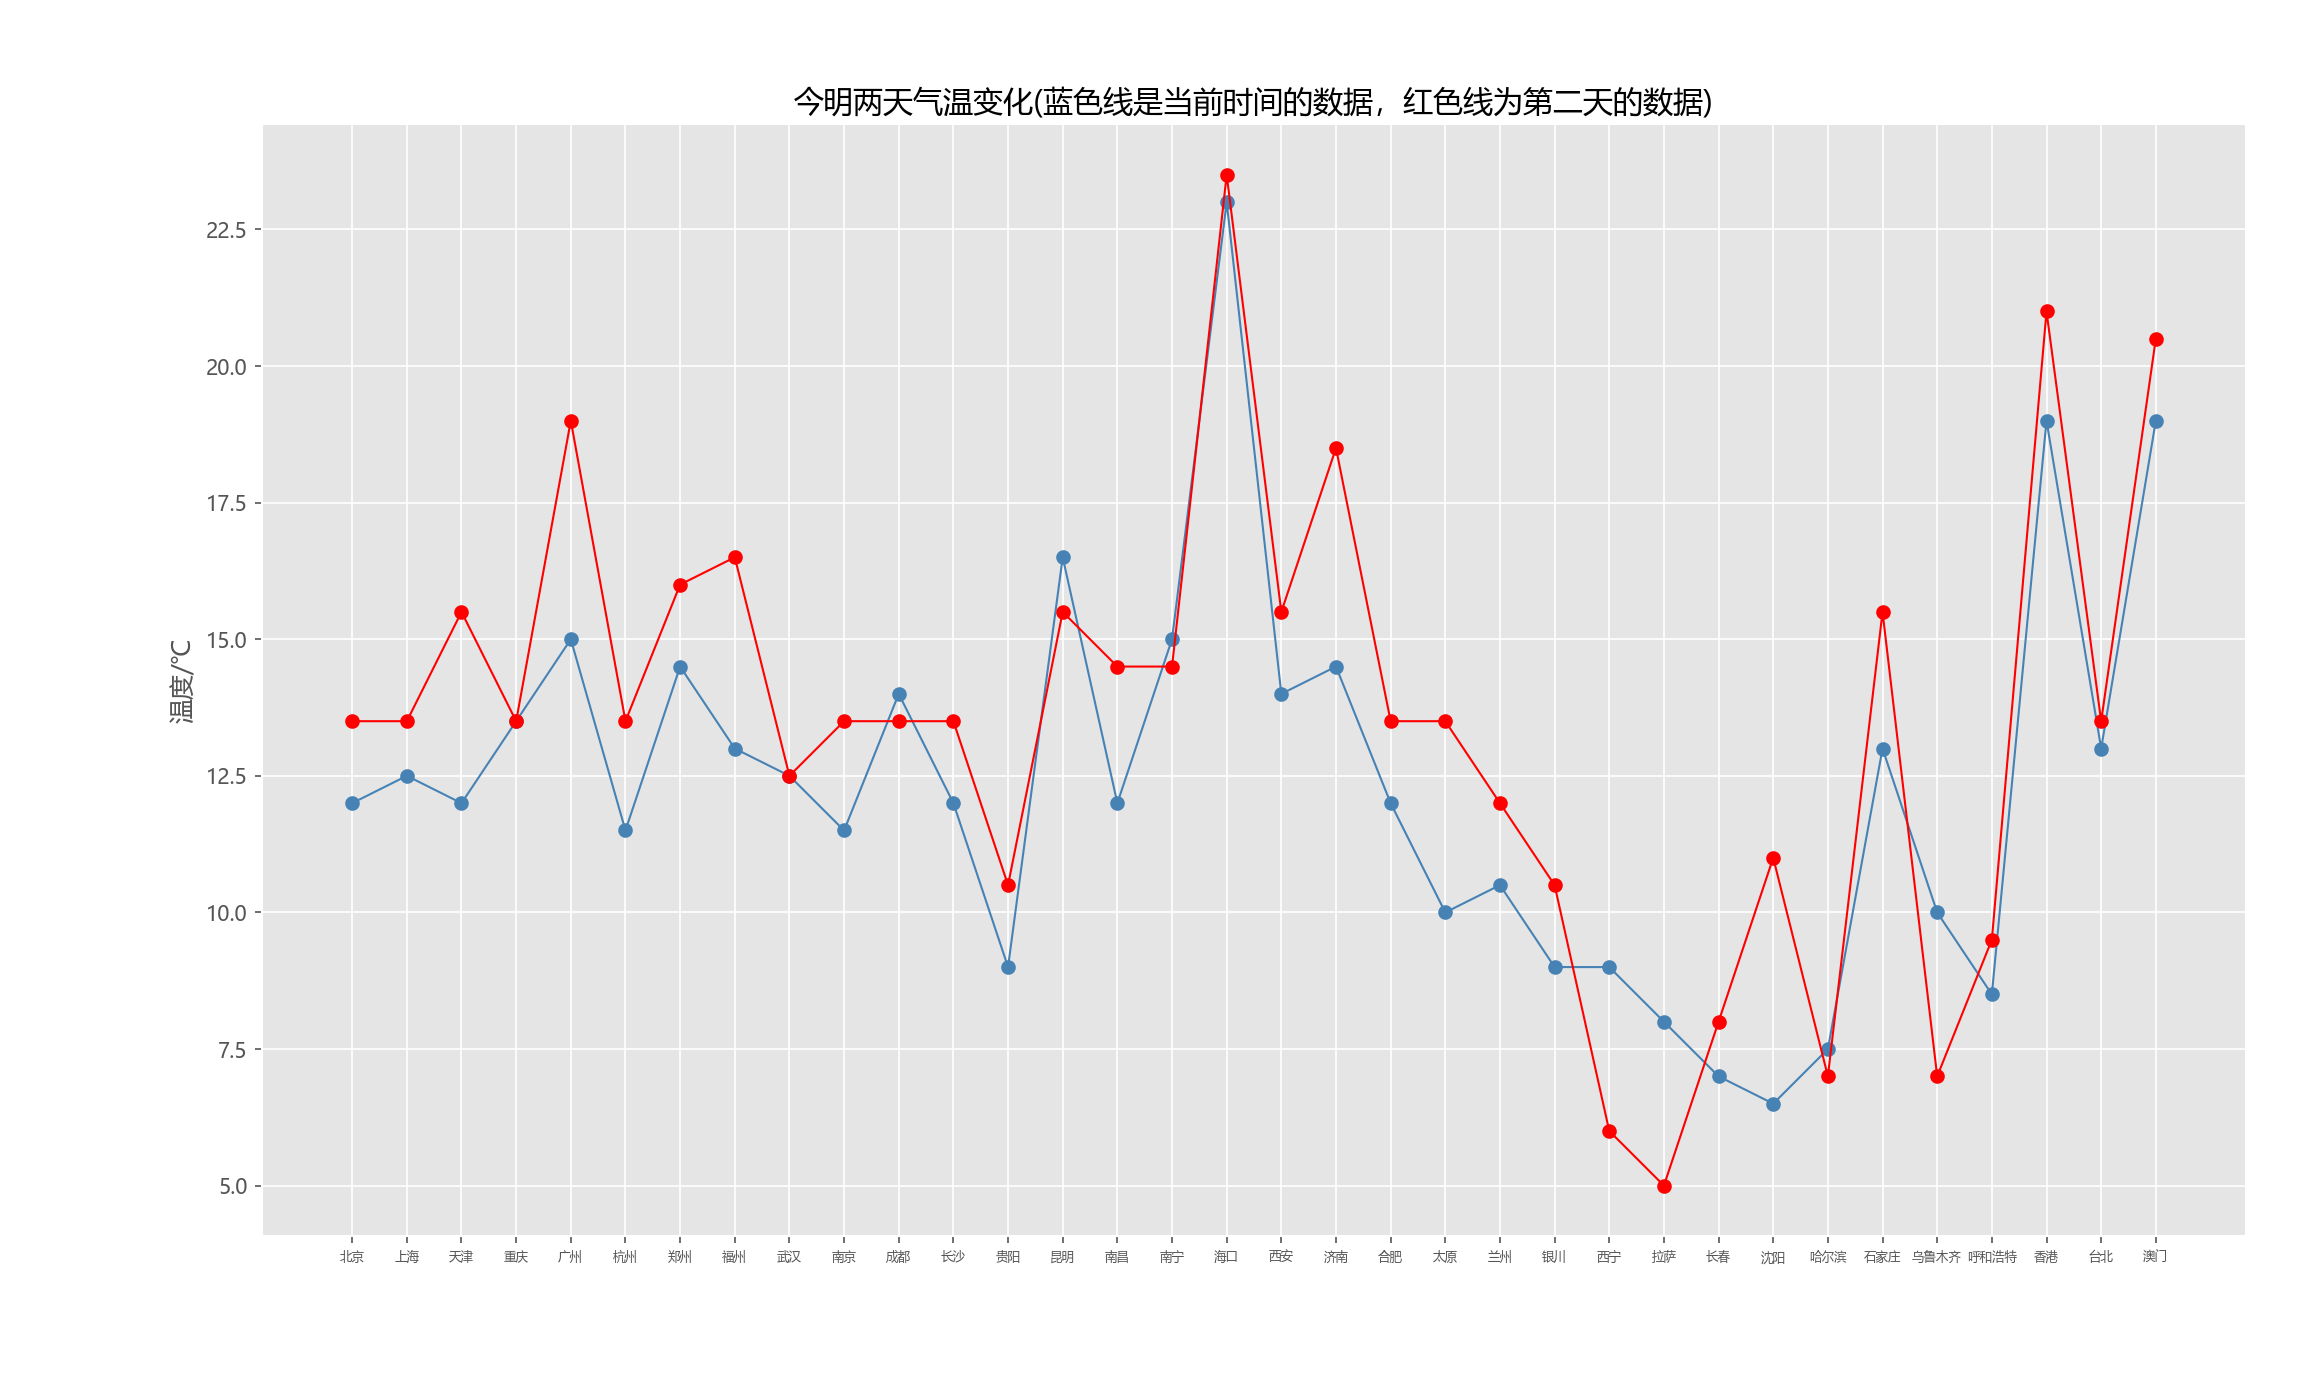 今明两天气温变化(蓝色线是当前时间的数据，红色线为第二天的数据)
温度/℃
22.5
20.0
17.5
15.0
12.5
10.0
7.5
5.0
北京 上海 天津 重庆 广州 杭州 郑州 福州 武汉 南京 成都 长沙 贵阳 昆明 南昌 南宁 海口 西安 济南 合肥 太原 兰州 银川 西宁 拉萨 长春 沈阳 哈尔滨 石家庄 乌鲁木齐 呼和浩特 香港 台北 澳门